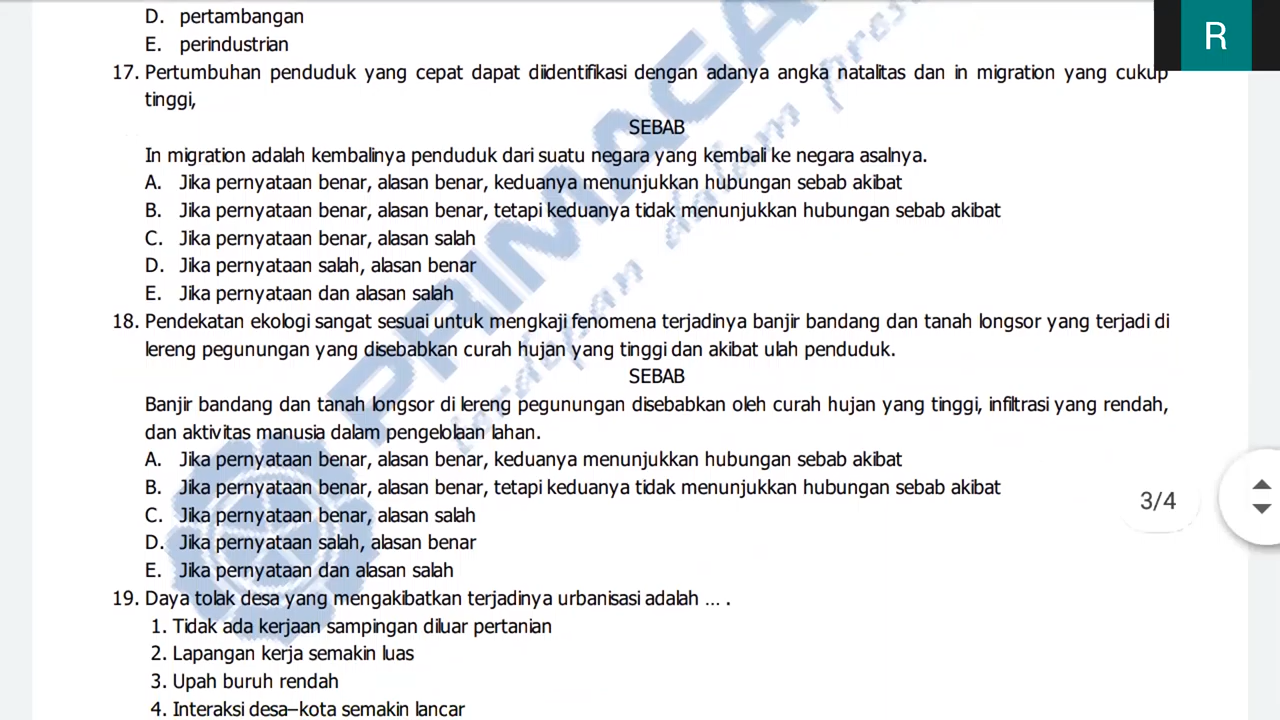 D. pertambangan
E. perindustrian
17. Pertumbuhan penduduk yang cepat dapat diidentifikasi dengan adanya angka natalitas dan in migration yang cukup
tinggi,
SEBAB
In migration adalah kembalinya penduduk dari suatu negara yang kembali ke negara asalnya.
A. Jika pernyataan benar, alasan benar, keduanya menunjukkan hubungan sebab akibat
B. Jika pernyataan benar, alasan benar, tetapi keduanya tidak menunjukkan hubungan sebab akibat
C. Jika pernyataan benar, alasan salah
D. Jika pernyataan salah, alasan benar
E. Jika pernyataan dan alasan salah
18. Pendekatan ekologi sangat sesuai untuk mengkaji fenomena terjadinya banjir bandang dan tanah longsor yang terjadi di
lereng pegunungan yang disebabkan curah hujan yang tinggi dan akibat ulah penduduk.
SEBAB
Banjir bandang dan tanah longsor di lereng pegunungan disebabkan oleh curah hujan yang tinggi, infiltrasi yang rendah,
dan aktivitas manusia dalam pengelolaan lahan.
A. Jika pernyataan benar, alasan benar, keduanya menunjukkan hubungan sebab akibat
B. Jika pernyataan benar, alasan benar, tetapi keduanya tidak menunjukkan hubungan sebab akibat
C. Jika pernyataan benar, alasan salah
D. Jika pernyataan salah, alasan benar
E. Jika pernyataan dan alasan salah
19. Daya tolak desa yang mengakibatkan terjadinya urbanisasi adalah ... .
1. Tidak ada kerjaan sampingan diluar pertanian
2. Lapangan kerja semakin luas
3. Upah buruh rendah
4. Interaksi desa–kota semakin lancar
R
3/4
PRIMAGA
terdepan dalam pres